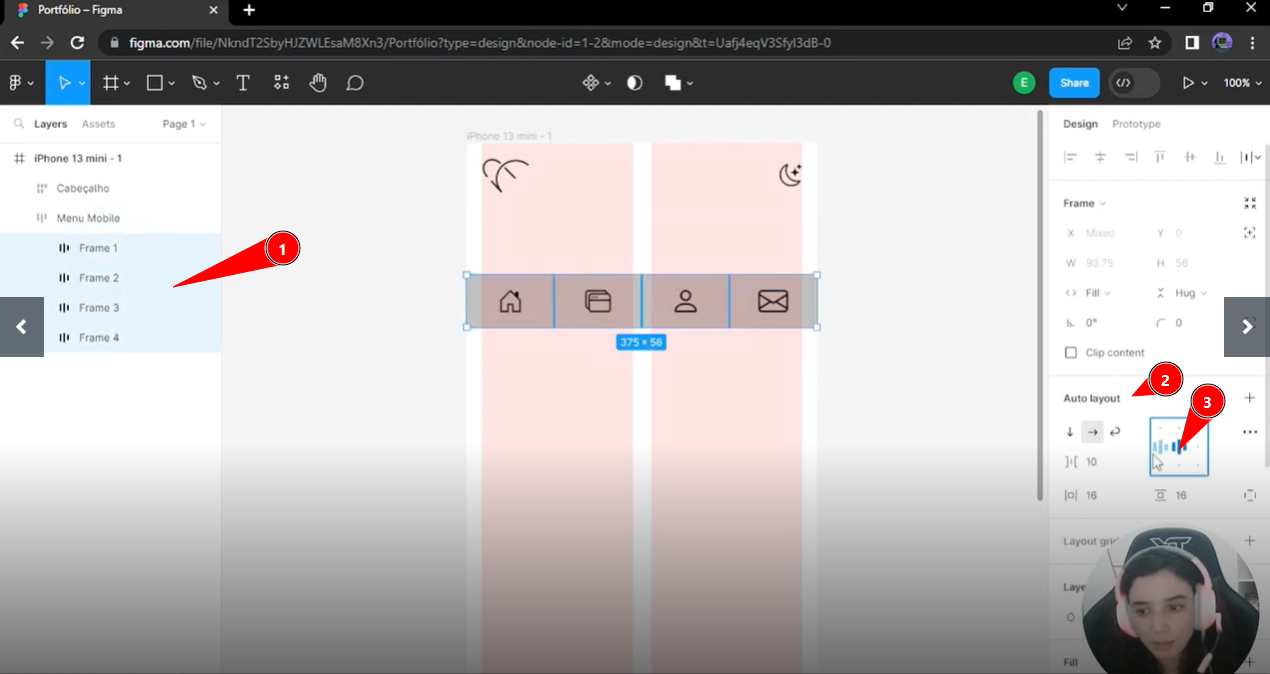 Portfólio – Figma
figma.com/file/NkndT2SbyHJZWLEsaM8Xn3/Portfólio?type=design&node-id=1-2&mode=design&t=Uafj4eqV3SfyI3dB-0
E
Share
100%
Layers
Assets
Page 1
Design
Prototype
iPhone 13 mini - 1
iPhone 13 mini - 1
Cabeçalho
Menu Mobile
Frame 1
Frame 2
Frame 3
Frame 4
1
375 × 56
Frame
X Mixed
Y 0
W 93.75
H 56
Fill
Hug
0°
0
Clip content
2
Auto layout
3
10
16
16
Layout grid
Laye
Fill